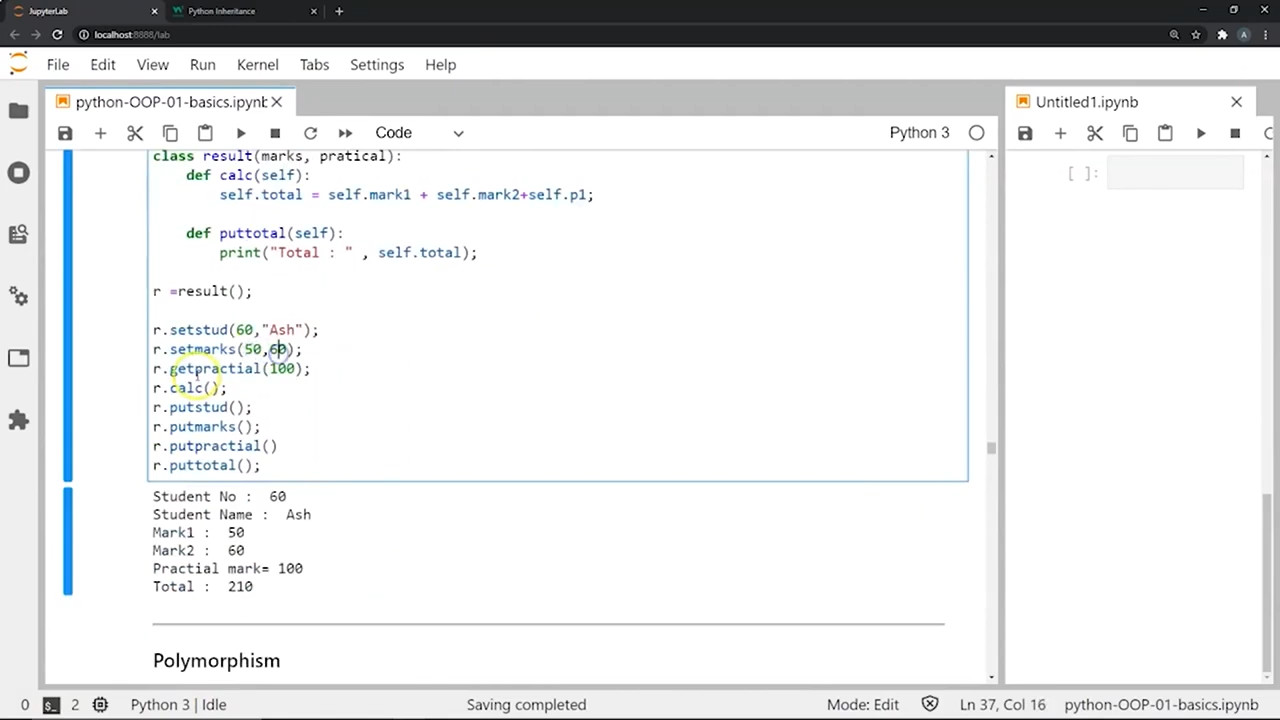 JupyterLab
Python Inheritance
localhost:8888/lab
File Edit View Run Kernel Tabs Settings Help
python-OOP-01-basics.ipynb
Untitled1.ipynb
Code
Python 3
class result(marks, pratical):
def calc(self):
self.total = self.mark1 + self.mark2+self.p1;
def puttotal(self):
print("Total : " , self.total);
r =result();
r.setstud(60,"Ash");
r.setmarks(50,60);
r.getpractial(100);
r.calc();
r.putstud();
r.putmarks();
r.putpractial()
r.puttotal();
[ ]:
Student No :  60
Student Name :  Ash
Mark1 :  50
Mark2 :  60
Practial mark= 100
Total :  210
Polymorphism
0 $_ 2 Python 3 | Idle Saving completed Mode: Edit Ln 37, Col 16 python-OOP-01-basics.ipynb